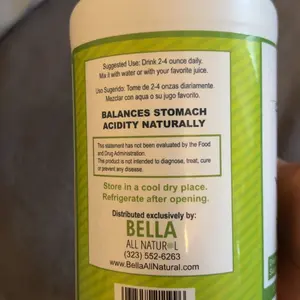 Suggested Use: Drink 2-4 ounce daily.
Mix it with water or with your favorite juice.
Uso Sugerido: Tome de 2-4 onzas diariamente.
Mezclar con aqua o su jugo favorito.
BALANCES STOMACH
ACIDITY NATURALLY
This statement has not been evaluated by the Food
and Drug Administration.
This product is not intended to diagnose, treat, cure
or prevent any disease.
Store in a cool dry place.
Refrigerate after opening.
Distributed exclusively by:
BELLA
ALL NATURAL
(323) 552-6263
www.BellaAllNatural.com